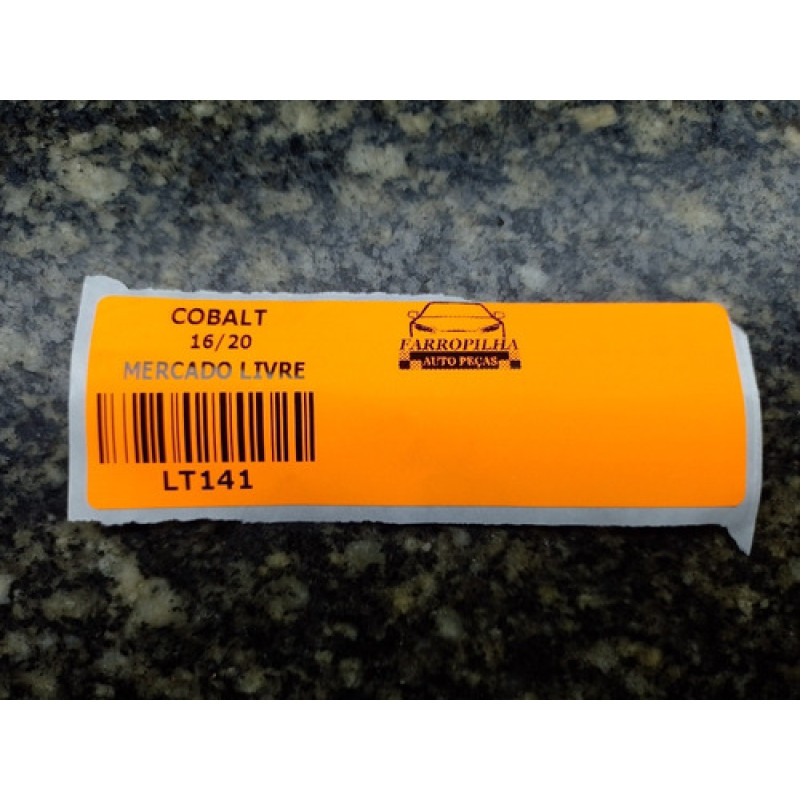 COBALT
16/20
MERCADO LIVRE
LT141
FARROPILHA
AUTO PEÇAS